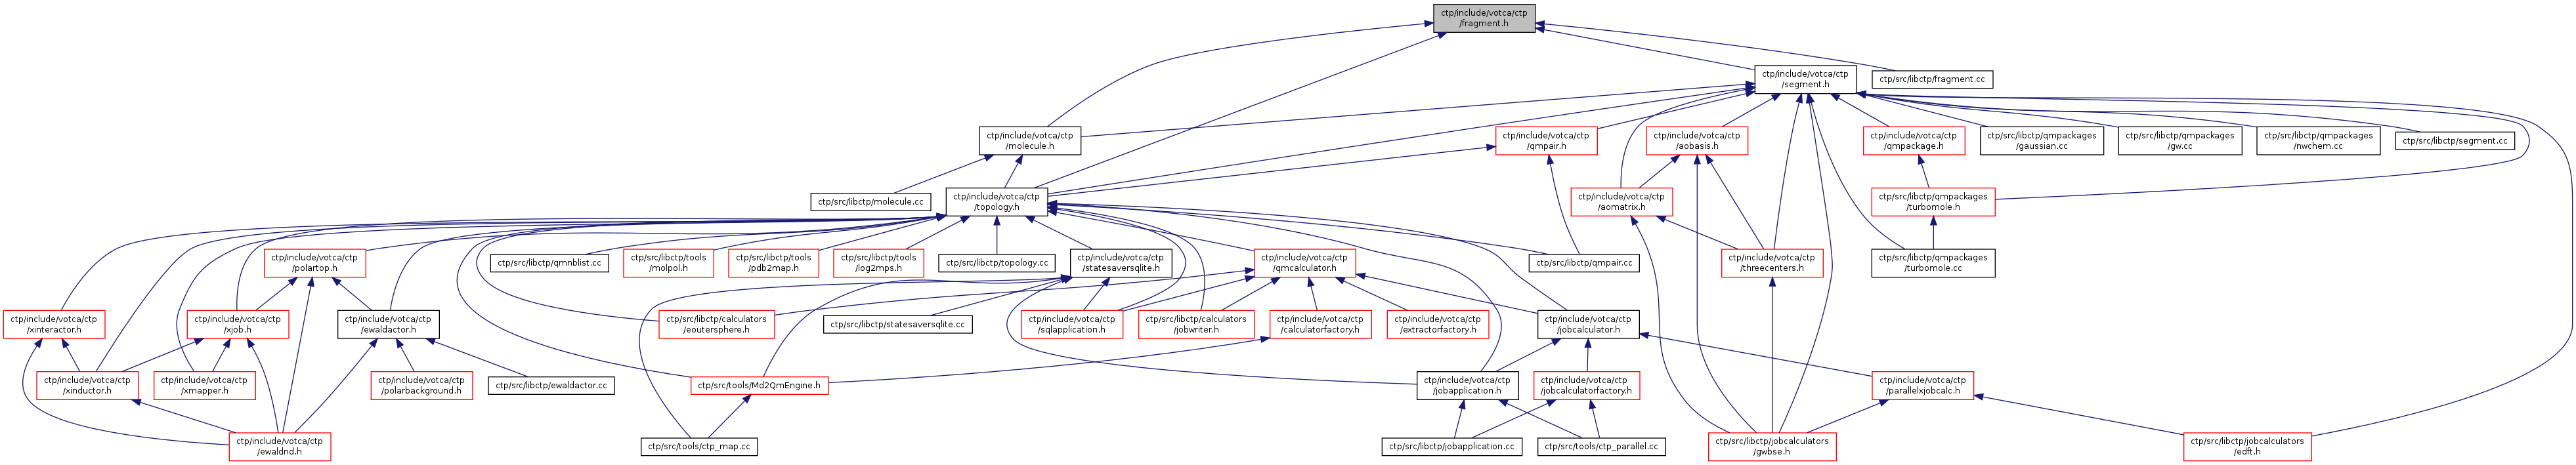 ctp/include/votca/ctp
/fragment.h
ctp/include/votca/ctp
/segment.h
ctp/src/libctp/fragment.cc
ctp/include/votca/ctp
/molecule.h
ctp/include/votca/ctp
/qmpair.h
ctp/include/votca/ctp
/aobasis.h
ctp/include/votca/ctp
/qmpackage.h
ctp/src/libctp/qmpackages
/gaussian.cc
ctp/src/libctp/qmpackages
/gw.cc
ctp/src/libctp/qmpackages
/nwchem.cc
ctp/src/libctp/segment.cc
ctp/src/libctp/molecule.cc
ctp/include/votca/ctp
/topology.h
ctp/include/votca/ctp
/aomatrix.h
ctp/src/libctp/qmpackages
/turbomole.h
ctp/include/votca/ctp
/polartop.h
ctp/src/libctp/qmnblist.cc
ctp/src/libctp/tools
/molpol.h
ctp/src/libctp/tools
/pdb2map.h
ctp/src/libctp/tools
/log2mps.h
ctp/src/libctp/topology.cc
ctp/include/votca/ctp
/statesaversqlite.h
ctp/include/votca/ctp
/qmcalculator.h
ctp/src/libctp/qmpair.cc
ctp/include/votca/ctp
/threecenters.h
ctp/src/libctp/qmpackages
/turbomole.cc
ctp/include/votca/ctp
/xinteractor.h
ctp/include/votca/ctp
/xjob.h
ctp/include/votca/ctp
/ewaldactor.h
ctp/src/libctp/calculators
/eoutersphere.h
ctp/src/libctp/statesaversqlite.cc
ctp/include/votca/ctp
/sqlapplication.h
ctp/src/libctp/calculators
/jobwriter.h
ctp/include/votca/ctp
/calculatorfactory.h
ctp/include/votca/ctp
/extractorfactory.h
ctp/include/votca/ctp
/jobcalculator.h
ctp/include/votca/ctp
/xinductor.h
ctp/include/votca/ctp
/xmapper.h
ctp/include/votca/ctp
/polarbackground.h
ctp/src/libctp/ewaldactor.cc
ctp/src/tools/Md2QmEngine.h
ctp/include/votca/ctp
/jobapplication.h
ctp/include/votca/ctp
/jobcalculatorfactory.h
ctp/include/votca/ctp
/parallelxjobcalc.h
ctp/include/votca/ctp
/ewaldnd.h
ctp/src/tools/ctp_map.cc
ctp/src/libctp/jobapplication.cc
ctp/src/tools/ctp_parallel.cc
ctp/src/libctp/jobcalculators
/gwbse.h
ctp/src/libctp/jobcalculators
/edft.h